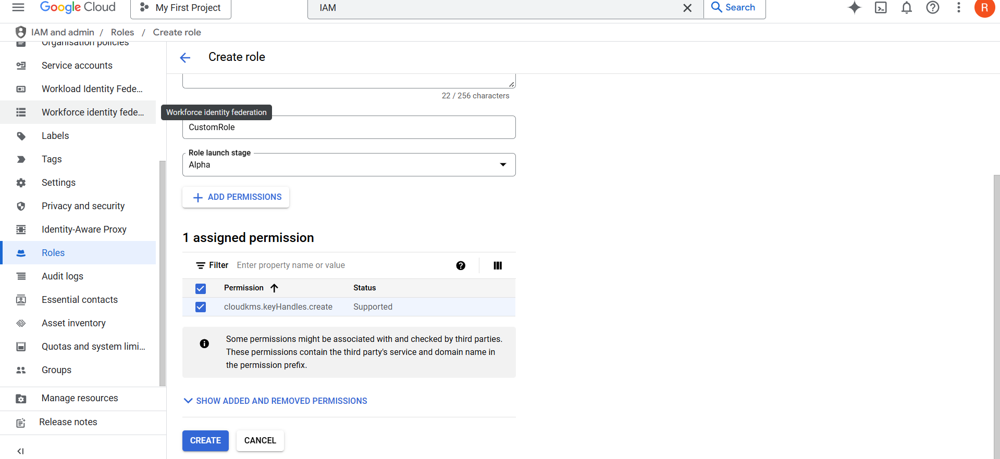 Google Cloud
My First Project
IAM
Search
R
IAM and admin / Roles / Create role
Organisation policies
Service accounts
Workload Identity Fede...
Workforce identity fede...
Labels
Tags
Settings
Privacy and security
Identity-Aware Proxy
Roles
Audit logs
Essential contacts
Asset inventory
Quotas and system limi...
Groups
Manage resources
Release notes
Create role
22 / 256 characters
Workforce identity federation
CustomRole
Role launch stage
Alpha
ADD PERMISSIONS
1 assigned permission
Filter Enter property name or value
Permission Status
cloudkms.keyHandles.create Supported
Some permissions might be associated with and checked by third parties.
These permissions contain the third party's service and domain name in
the permission prefix.
SHOW ADDED AND REMOVED PERMISSIONS
CREATE CANCEL